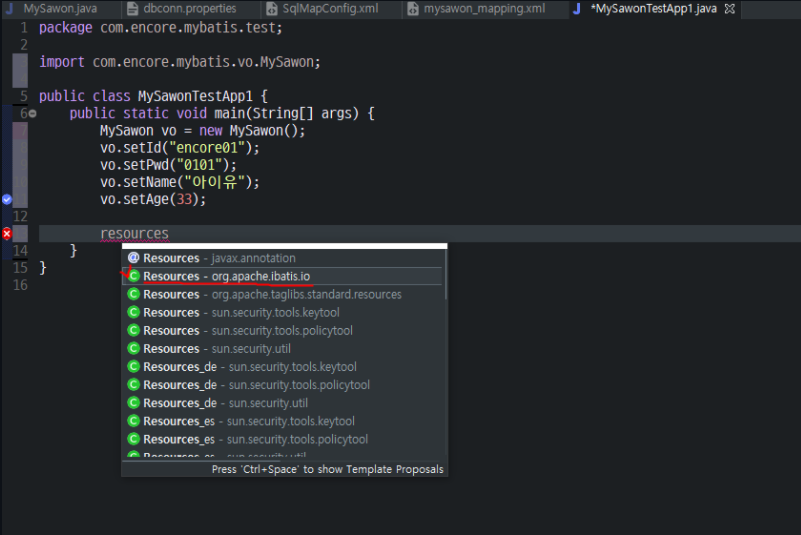 MySawon.java dbconn.properties SqlMapConfig.xml mysawon_mapping.xml *MySawonTestApp1.java
1 package com.encore.mybatis.test;
2
import com.encore.mybatis.vo.MySawon;
5 public class MySawonTestApp1 {
6 public static void main(String[] args) {
MySawon vo = new MySawon();
vo.setId("encore01");
vo.setPwd("0101");
vo.setName("아이유");
vo.setAge(33);
12
resources
Resources - javax.annotation
14 }
Resources - org.apache.ibatis.io
15 }
Resources - org.apache.taglibs.standard.resources
16
Resources - sun.security.tools.keytool
Resources - sun.security.tools.policytool
Resources - sun.security.util
Resources_de - sun.security.tools.keytool
Resources_de - sun.security.tools.policytool
Resources_de - sun.security.util
Resources_es - sun.security.tools.keytool
Resources_es - sun.security.tools.policytool
Resources_es - sun.security.util
Press 'Ctrl+Space' to show Template Proposals